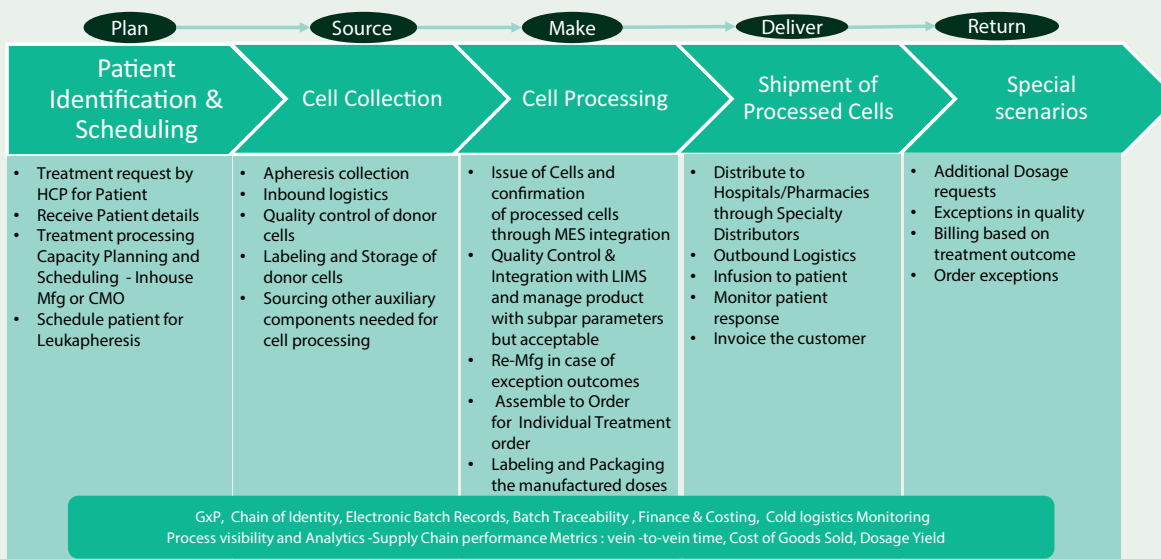 Plan
Source
Make
Deliver
Return
Patient
Identification &
Scheduling
Cell Collection
Cell Processing
Shipment of
Processed Cells
Special
scenarios
• Treatment request by
HCP for Patient
• Receive Patient details
• Treatment processing
Capacity Planning and
Scheduling - Inhouse
Mfg or CMO
• Schedule patient for
Leukapheresis
• Apheresis collection
• Inbound logistics
• Quality control of donor
cells
• Labeling and Storage of
donor cells
• Sourcing other auxiliary
components needed for
cell processing
• Issue of Cells and
confirmation
of processed cells
through MES integration
• Quality Control &
Integration with LIMS
and manage product
with subpar parameters
but acceptable
• Re-Mfg in case of
exception outcomes
• Assemble to Order
for Individual Treatment
order
• Labeling and Packaging
the manufactured doses
• Distribute to
Hospitals/Pharmacies
through Specialty
Distributors
• Outbound Logistics
• Infusion to patient
• Monitor patient
response
• Invoice the customer
• Additional Dosage
requests
• Exceptions in quality
• Billing based on
treatment outcome
• Order exceptions
GxP, Chain of Identity, Electronic Batch Records, Batch Traceability , Finance & Costing, Cold logistics Monitoring
Process visibility and Analytics -Supply Chain performance Metrics : vein -to-vein time, Cost of Goods Sold, Dosage Yield